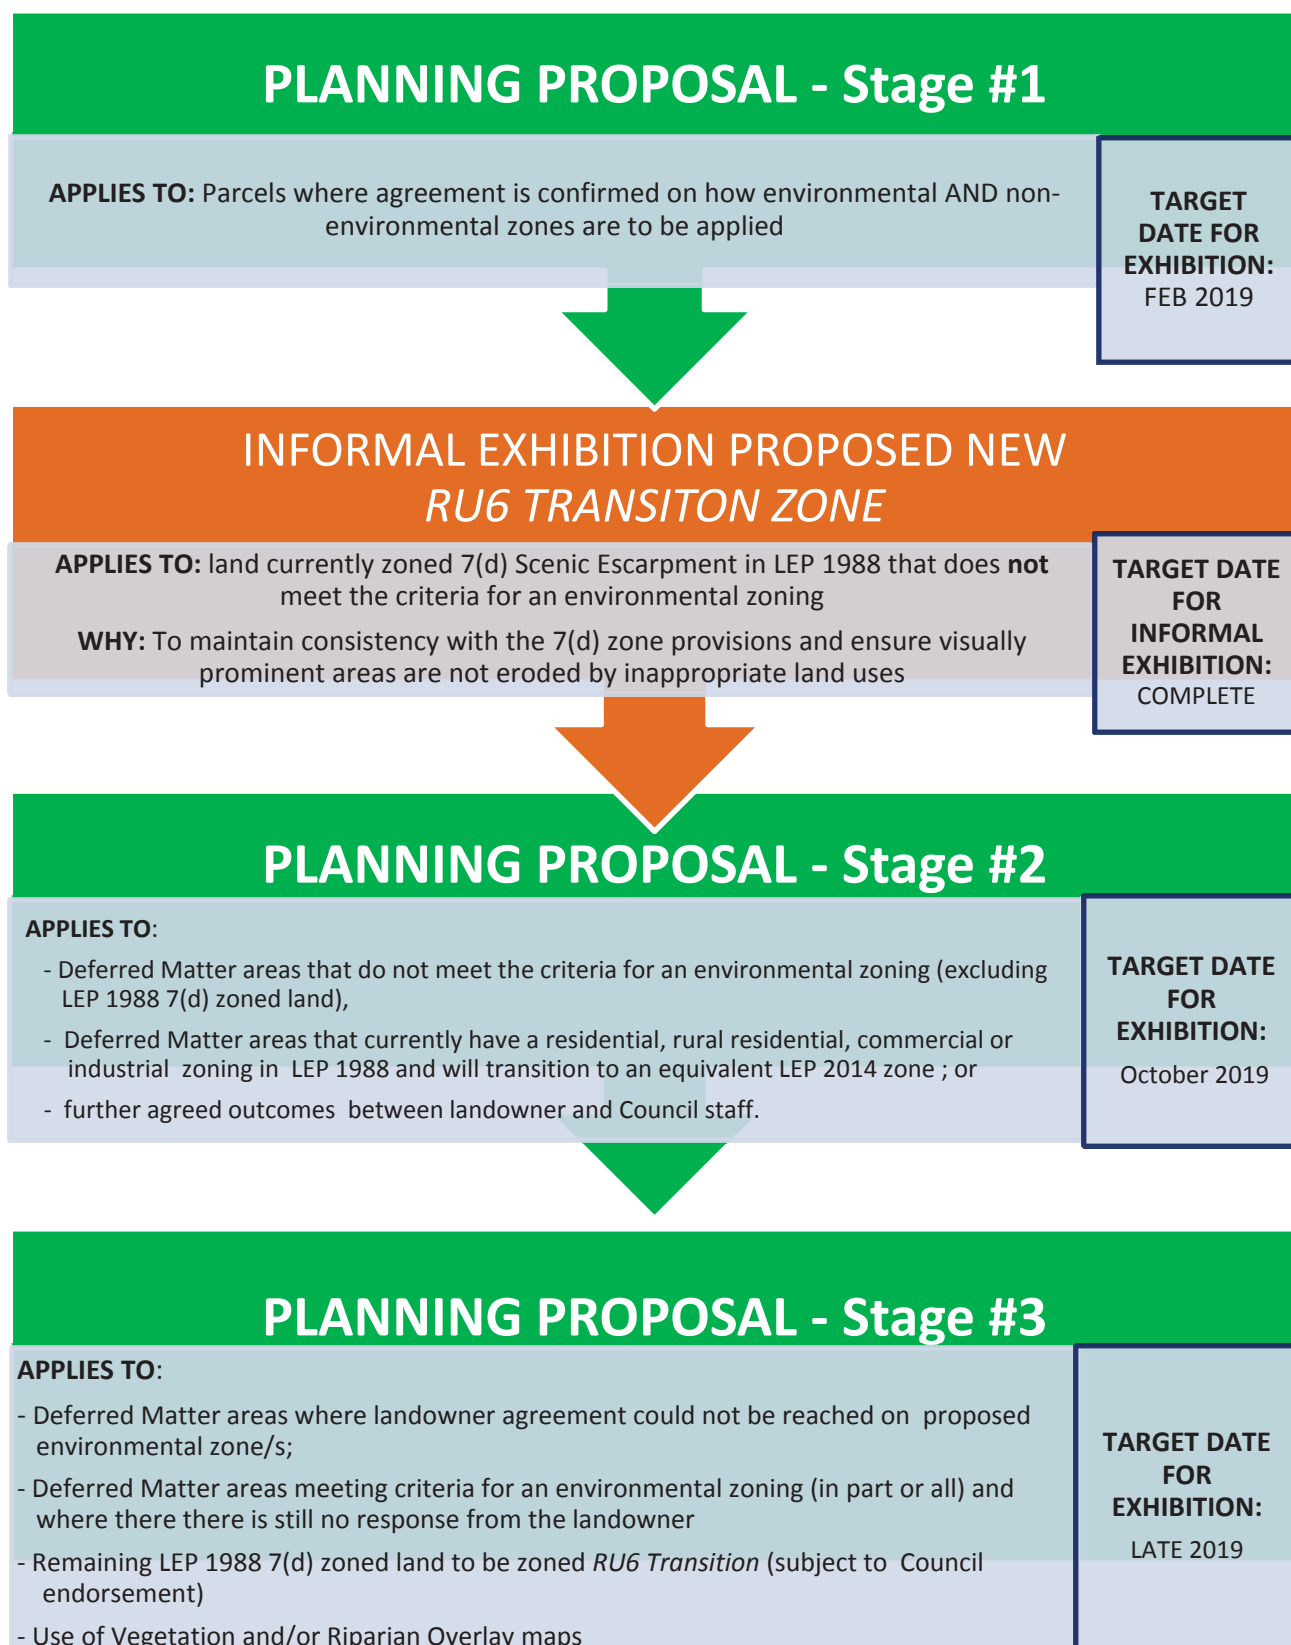 PLANNING PROPOSAL - Stage #1
APPLIES TO: Parcels where agreement is confirmed on how environmental AND non-
environmental zones are to be applied
TARGET
DATE FOR
EXHIBITION:
FEB 2019
INFORMAL EXHIBITION PROPOSED NEW
RU6 TRANSITON ZONE
APPLIES TO: land currently zoned 7(d) Scenic Escarpment in LEP 1988 that does not
meet the criteria for an environmental zoning
WHY: To maintain consistency with the 7(d) zone provisions and ensure visually
prominent areas are not eroded by inappropriate land uses
TARGET DATE
FOR
INFORMAL
EXHIBITION:
COMPLETE
PLANNING PROPOSAL - Stage #2
APPLIES TO:
- Deferred Matter areas that do not meet the criteria for an environmental zoning (excluding
LEP 1988 7(d) zoned land),
- Deferred Matter areas that currently have a residential, rural residential, commercial or
industrial zoning in LEP 1988 and will transition to an equivalent LEP 2014 zone ; or
- further agreed outcomes between landowner and Council staff.
TARGET DATE
FOR
EXHIBITION:
October 2019
PLANNING PROPOSAL - Stage #3
APPLIES TO:
- Deferred Matter areas where landowner agreement could not be reached on proposed
environmental zone/s;
- Deferred Matter areas meeting criteria for an environmental zoning (in part or all) and
where there there is still no response from the landowner
- Remaining LEP 1988 7(d) zoned land to be zoned RU6 Transition (subject to Council
endorsement)
- Use of Vegetation and/or Riparian Overlay maps
TARGET DATE
FOR
EXHIBITION:
LATE 2019